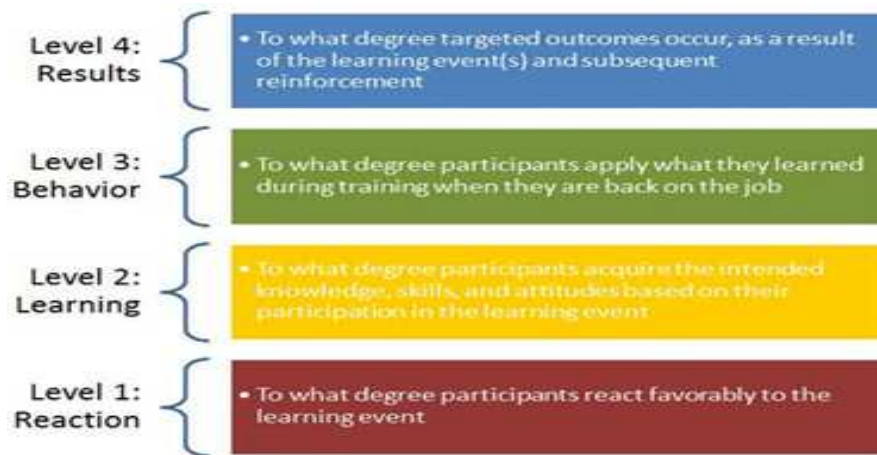 Level 4:
Results
• To what degree targeted outcomes occur, as a result
of the learning event(s) and subsequent
reinforcement
Level 3:
Behavior
• To what degree participants apply what they learned
during training when they are back on the job
Level 2:
Learning
• To what degree participants acquire the intended
knowledge, skills, and attitudes based on their
participation in the learning event
Level 1:
Reaction
• To what degree participants react favorably to the
learning event